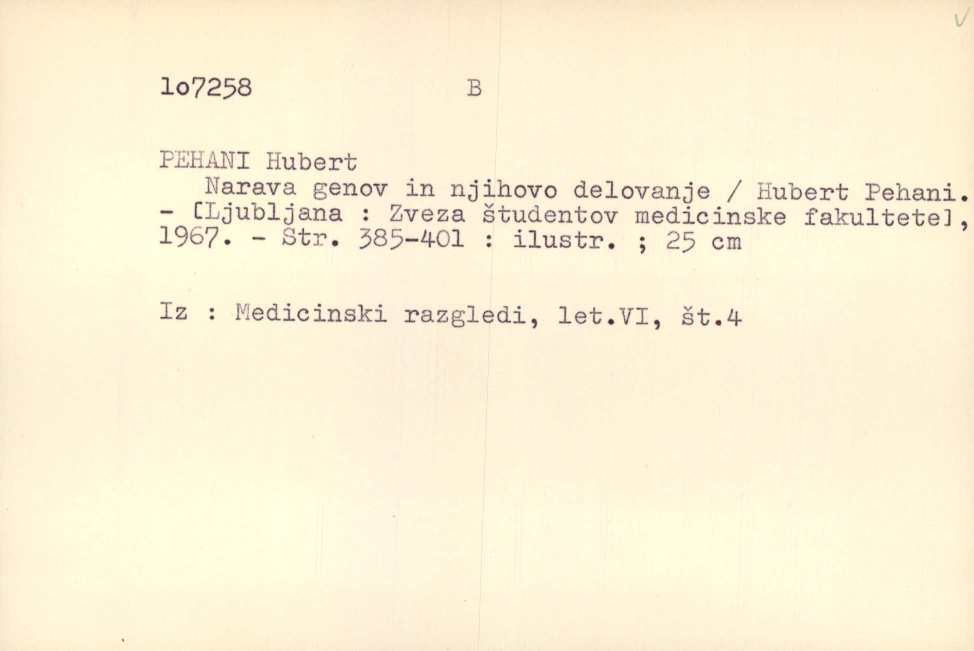 lo7258 B
PEHANI Hubert
Narava genov in njihovo delovanje / Hubert Pehani.
- [Ljubljana : Zveza študentov medicinske fakultete],
1967. - Str. 385-401 : ilustr. ; 25 cm
Iz : Medicinski razgledi, let.VI, št.4